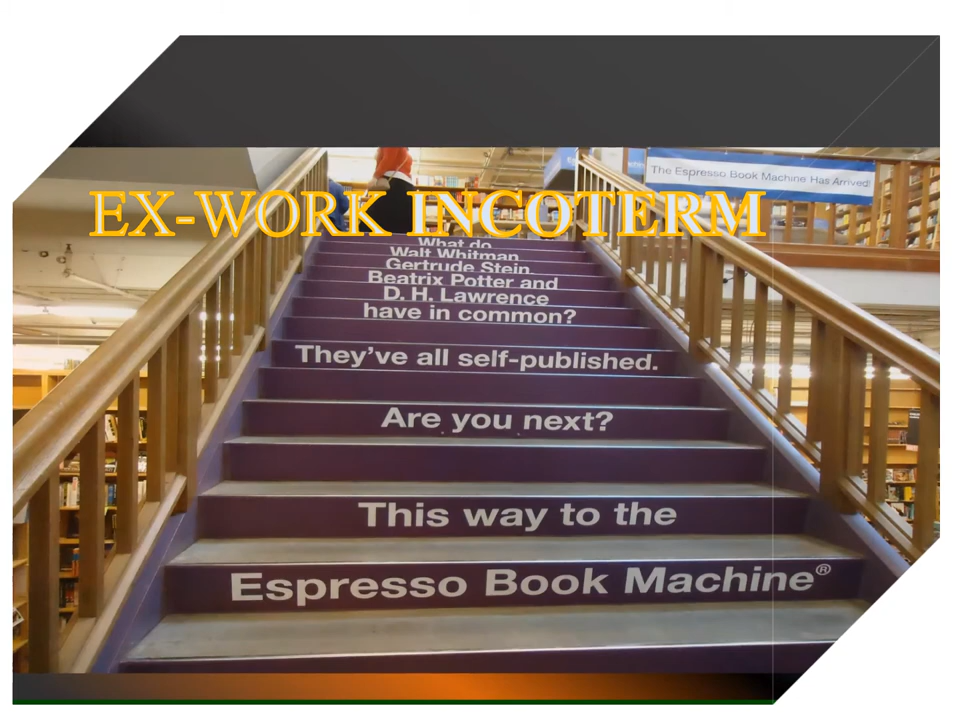 The Espresso Book Machine Has Arrived!
EX-WORK INCOTERM
What do
Walt Whitman
Gertrude Stein,
Beatrix Potter and
D. H. Lawrence
have in common?
They've all self-published.
Are you next?
This way to the
Espresso Book Machine®